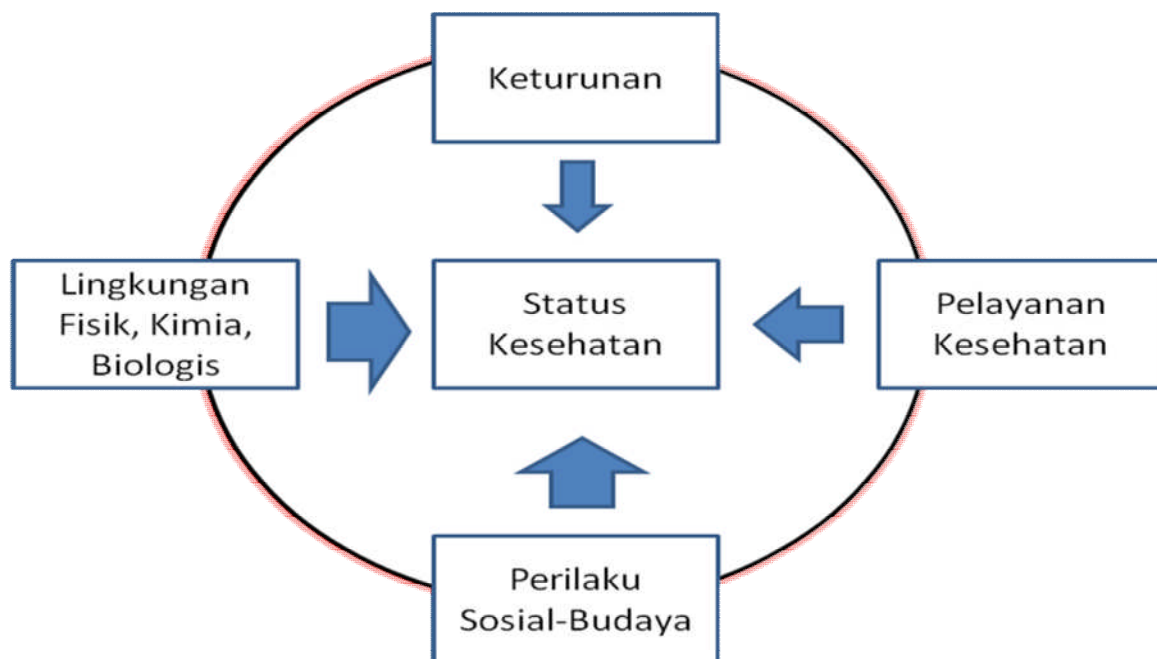 Keturunan
Lingkungan
Fisik, Kimia,
Biologis
Status
Kesehatan
Pelayanan
Kesehatan
Perilaku
Sosial-Budaya